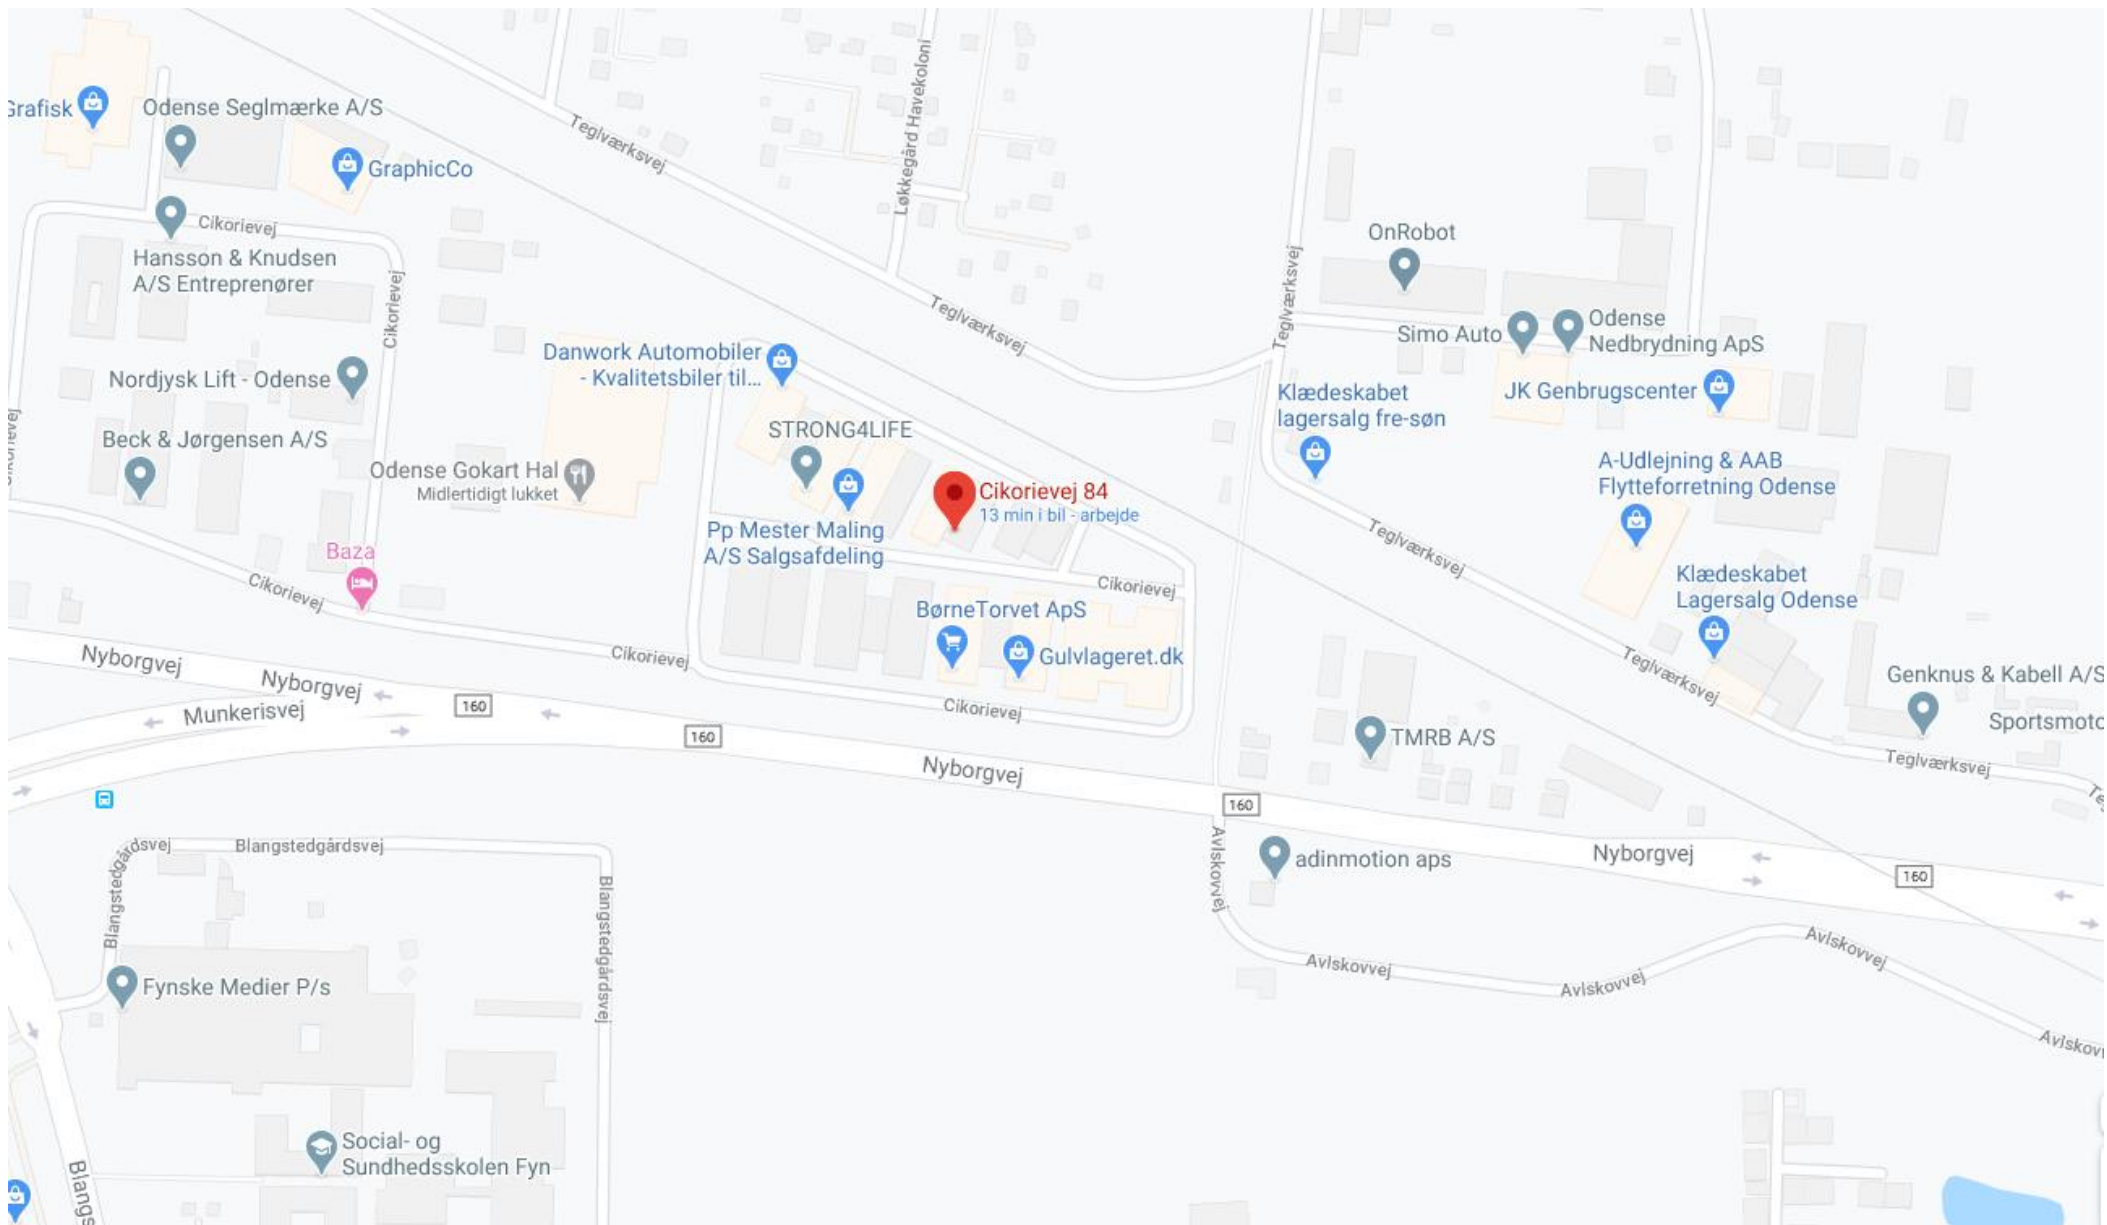 Grafisk
Odense Seglmærke A/S
GraphicCo
Teglværksvej
Løkkegård Havekoloni
Cikorievej
Hansson & Knudsen
A/S Entreprenører
Cikorievej
OnRobot
Teglværksvej
Teglværksvej
Simo Auto
Odense
Nedbrydning ApS
Danwork Automobiler
- Kvalitetsbiler til...
Nordjysk Lift - Odense
Klædeskabet
lagersalg fre-søn
JK Genbrugscenter
STRONG4LIFE
Beck & Jørgensen A/S
Odense Gokart Hal
Midlertidigt lukket
A-Udlejning & AAB
Flytteforretning Odense
Cikorievej 84
13 min i bil - arbejde
Pp Mester Maling
A/S Salgsafdeling
Teglværksvej
Baza
Cikorievej
Cikorievej
Klædeskabet
Lagersalg Odense
BørneTorvet ApS
Gulvlageret.dk
Cikorievej
Nyborgvej
Nyborgvej
Teglværksvej
Genknus & Kabell A/S
Munkerisvej
160
Cikorievej
Sportsmoto
160
TMRB A/S
Nyborgvej
Teglværksvej
Te
160
Blangstedgårdsvej
Blangstedgårdsvej
Avlskovvej
adinmotion aps
Nyborgvej
160
Blangstedgårdsvej
Avlskovvej
Avlskovvej
Avlskovvej
Fynske Medier P/s
Avlskovv
Social- og
Sundhedsskolen Fyn
Blangs